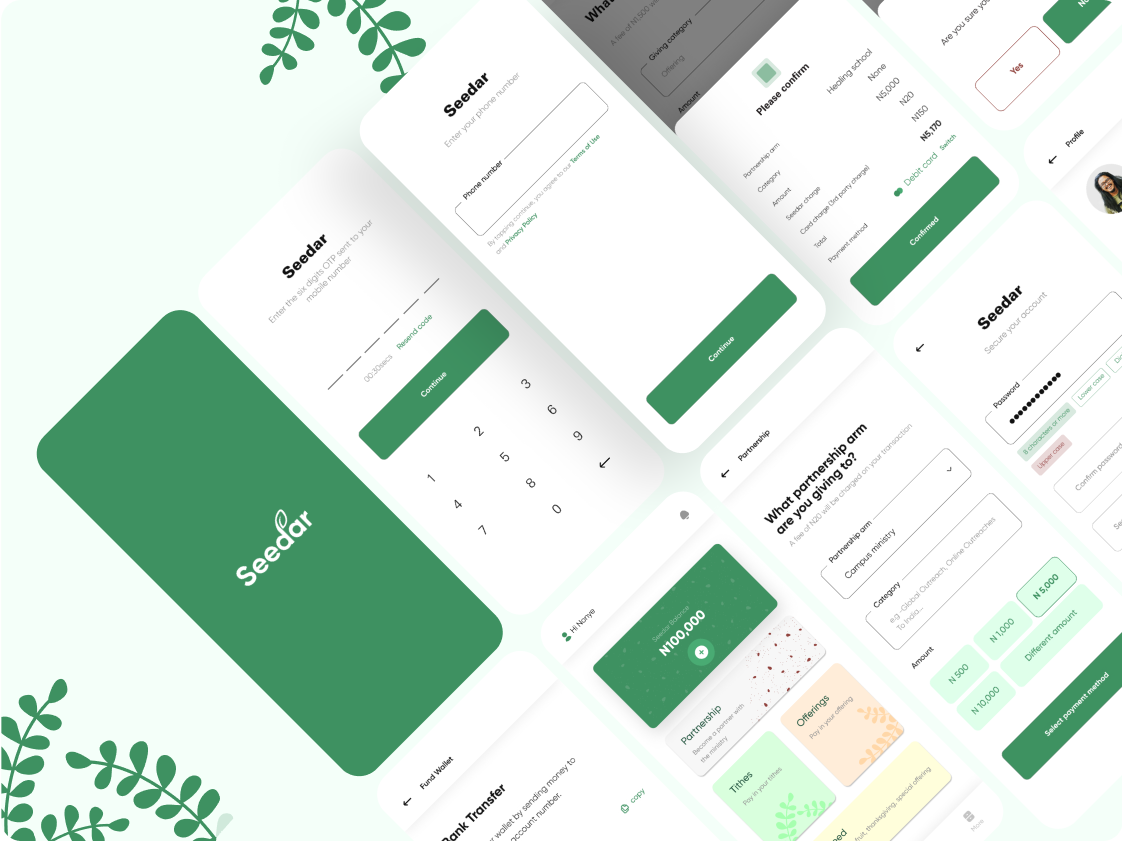 Seedar
Seedar
Enter the six digits OTP sent to your
mobile number
00:30secs
Resend code
Continue
1
2
3
4
5
6
7
8
9
0
Seedar
Enter your phone number
Phone number
By tapping continue, you agree to our Terms of Use
and Privacy Policy
Continue
What
A fee of N1,500 will
Giving category
Offering
Amount
Please confirm
Partnership arm
Healing school
Category
None
Amount
N5,000
Seedar charge
N20
Card charge (3rd party charge)
N150
Total
N5,170
Payment method
Debit card
Switch
Confirmed
Are you sure you
Yes
Profile
Seedar
Secure your account
Password
8 characters or more
Lower case
Upper case
Confirm password
Partnership
What partnership arm
are you giving to?
A fee of N20 will be charged on your transaction
Partnership arm
Campus ministry
Category
e.g -Global Outreach, Online Outreaches
To India...
Amount
N 500
N 1,000
N 5,000
N 10,000
Different amount
Select payment method
Hi Nanye
Seedar Balance
N100,000
Partnership
Become a partner with
the ministry
Offerings
Pay in your offering
Tithes
Pay in your tithes
fruit, thanksgiving, special offering
More
Fund Wallet
Bank Transfer
wallet by sending money to
account number.
copy